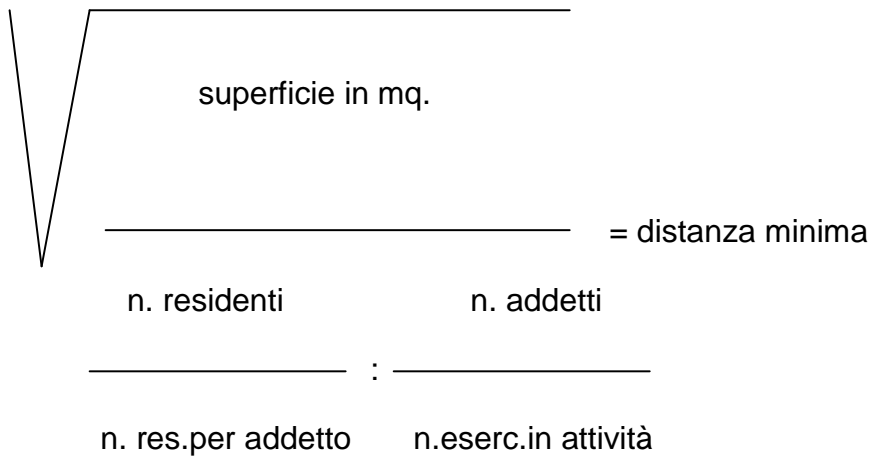 superficie in mq.
= distanza minima
n. residenti n. addetti
:
n. res.per addetto n.eserc.in attività